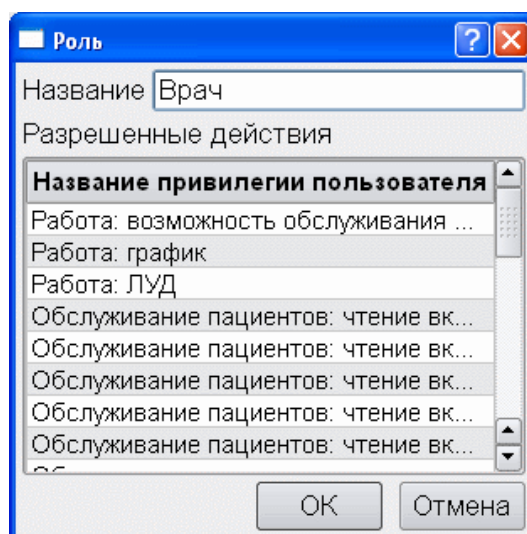 Роль
Название Врач
Разрешенные действия
Название привилегии пользователя
Работа: возможность обслуживания ...
Работа: график
Работа: ЛУД
Обслуживание пациентов: чтение вк...
Обслуживание пациентов: чтение вк...
Обслуживание пациентов: чтение вк...
Обслуживание пациентов: чтение вк...
Обслуживание пациентов: чтение вк...
ОК Отмена